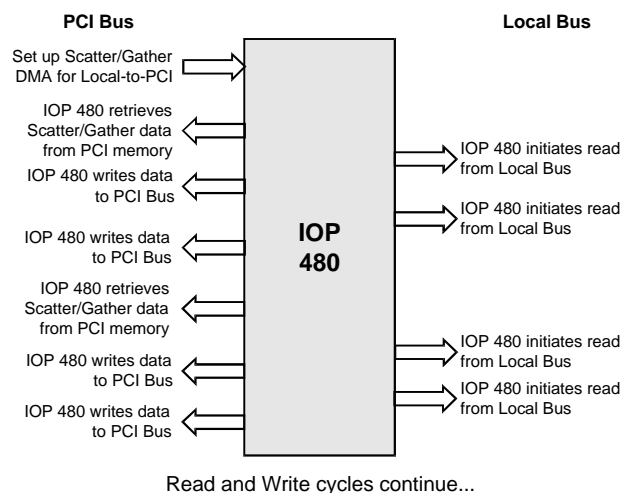 PCI Bus
Local Bus
Set up Scatter/Gather
DMA for Local-to-PCI
IOP 480 retrieves
Scatter/Gather data
from PCI memory
IOP 480 writes data
to PCI Bus
IOP 480 writes data
to PCI Bus
IOP 480 retrieves
Scatter/Gather data
from PCI memory
IOP 480 writes data
to PCI Bus
IOP 480 writes data
to PCI Bus
IOP
480
IOP 480 initiates read
from Local Bus
IOP 480 initiates read
from Local Bus
IOP 480 initiates read
from Local Bus
IOP 480 initiates read
from Local Bus
Read and Write cycles continue...